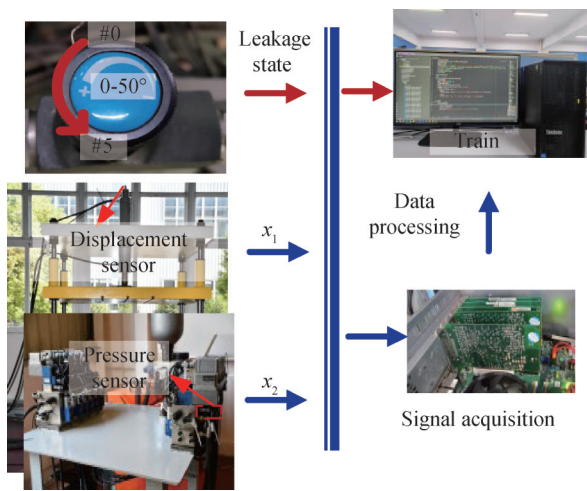 #0
0-50°
#5
Leakage
state
Train
Displacement
sensor
x₁
Data
processing
Pressure
sensor
x₂
Signal acquisition